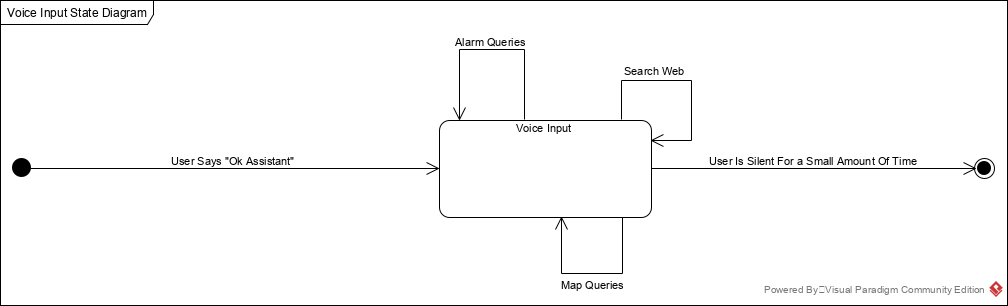 Voice Input State Diagram
Alarm Queries
Search Web
Voice Input
User Says "Ok Assistant"
User Is Silent For a Small Amount Of Time
Map Queries
Powered By Visual Paradigm Community Edition